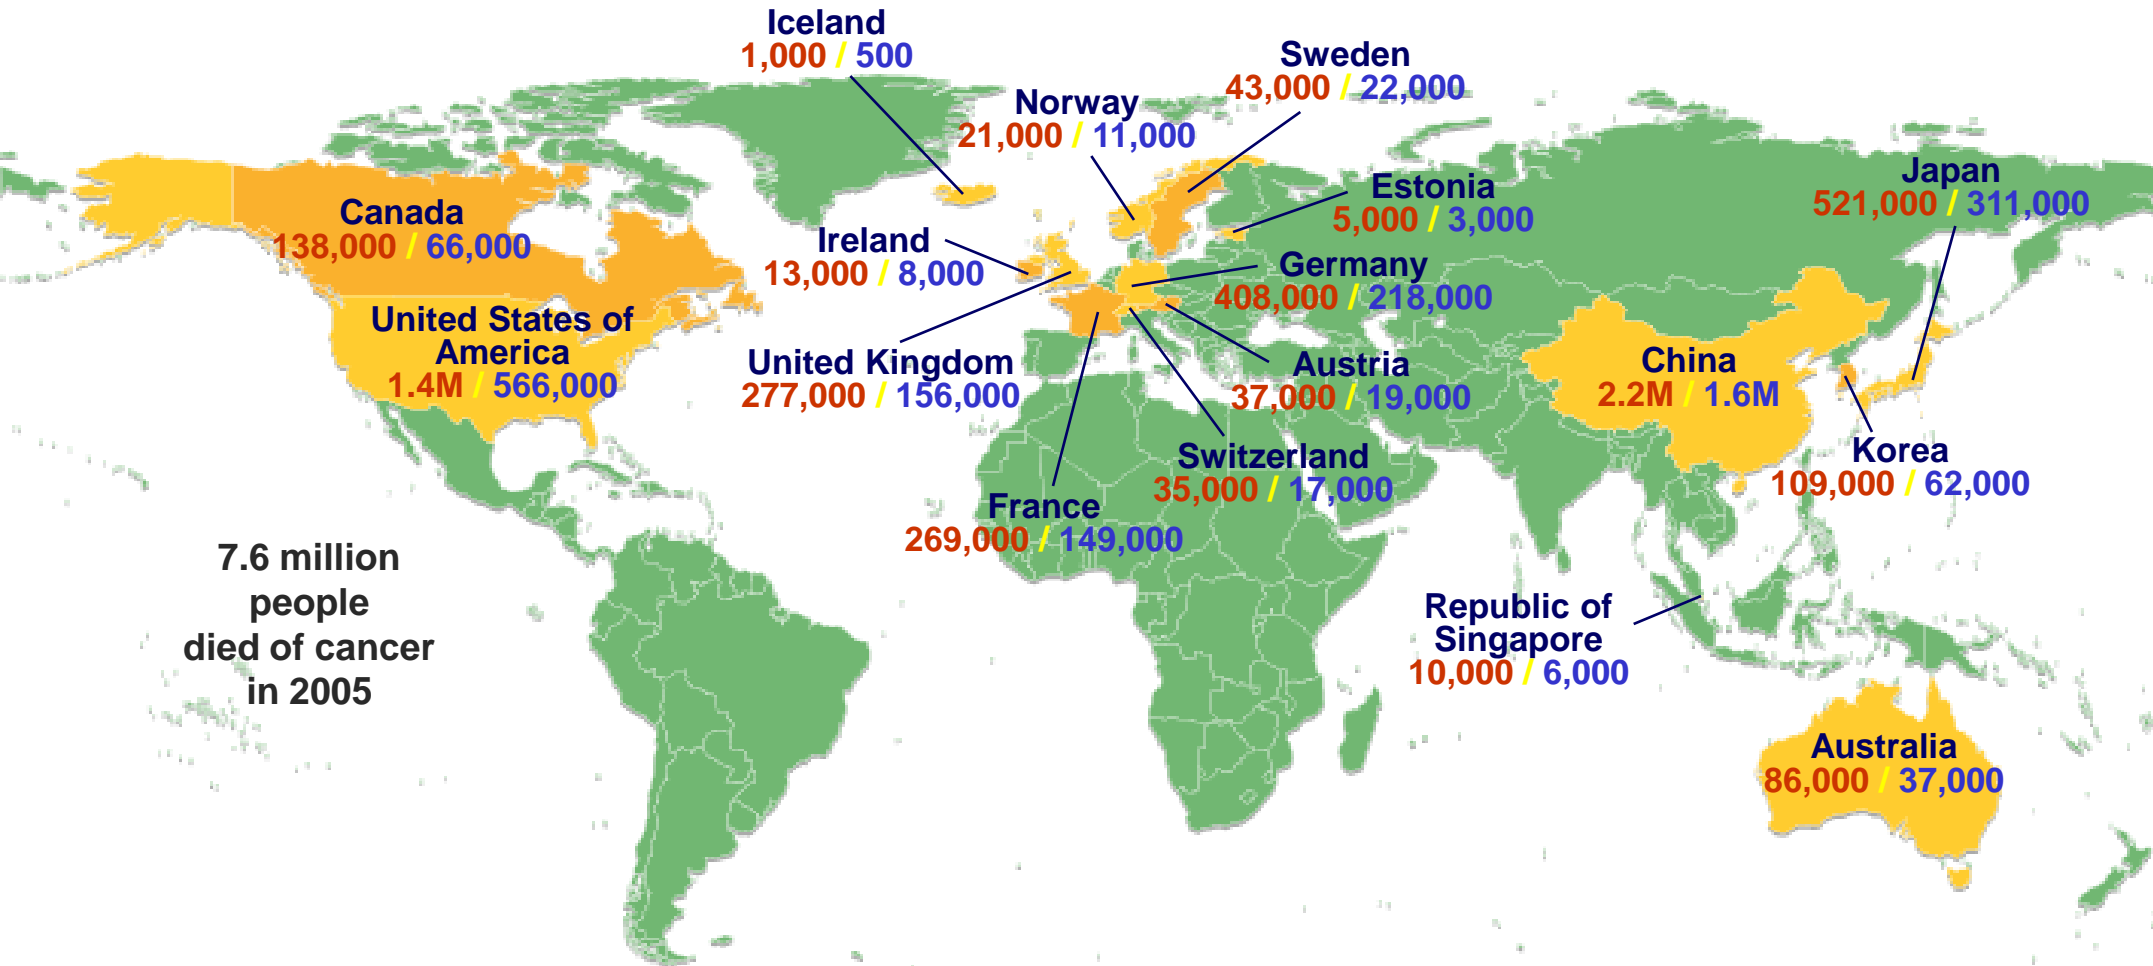 Iceland
1,000 / 500
Sweden
43,000 / 22,000
Norway
21,000 / 11,000
Japan
521,000 / 311,000
Estonia
5,000 / 3,000
Canada
138,000 / 66,000
Ireland
13,000 / 8,000
Germany
408,000 / 218,000
United States of
America
1.4M / 566,000
United Kingdom
277,000 / 156,000
Austria
37,000 / 19,000
China
2.2M / 1.6M
Korea
109,000 / 62,000
Switzerland
35,000 / 17,000
France
269,000 / 149,000
7.6 million
people
died of cancer
in 2005
Republic of
Singapore
10,000 / 6,000
Australia
86,000 / 37,000